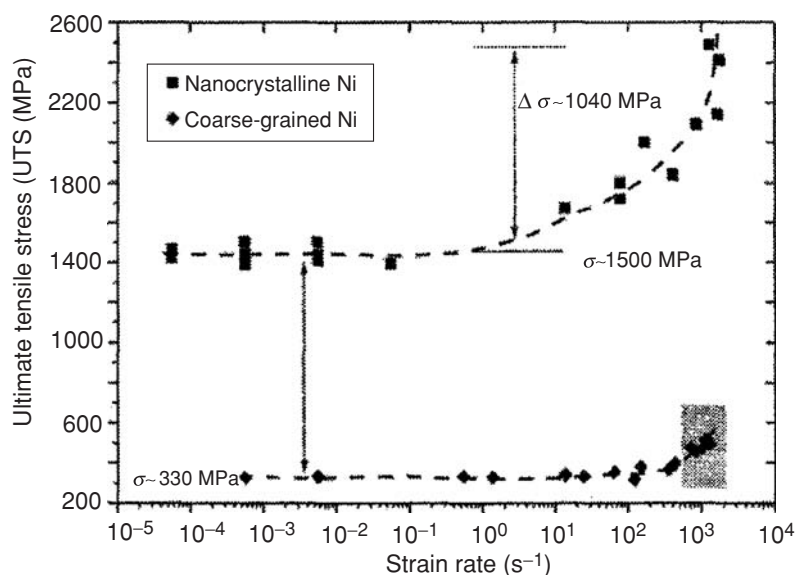 2600
2200
1800
1400
1000
600
200
Ultimate tensile stress (UTS) (MPa)
Nanocrystalline Ni
Coarse-grained Ni
Δ σ~1040 MPa
σ~1500 MPa
σ~330 MPa
10⁻⁵ 10⁻⁴ 10⁻³ 10⁻² 10⁻¹ 10⁰ 10¹ 10² 10³ 10⁴
Strain rate (s⁻¹)